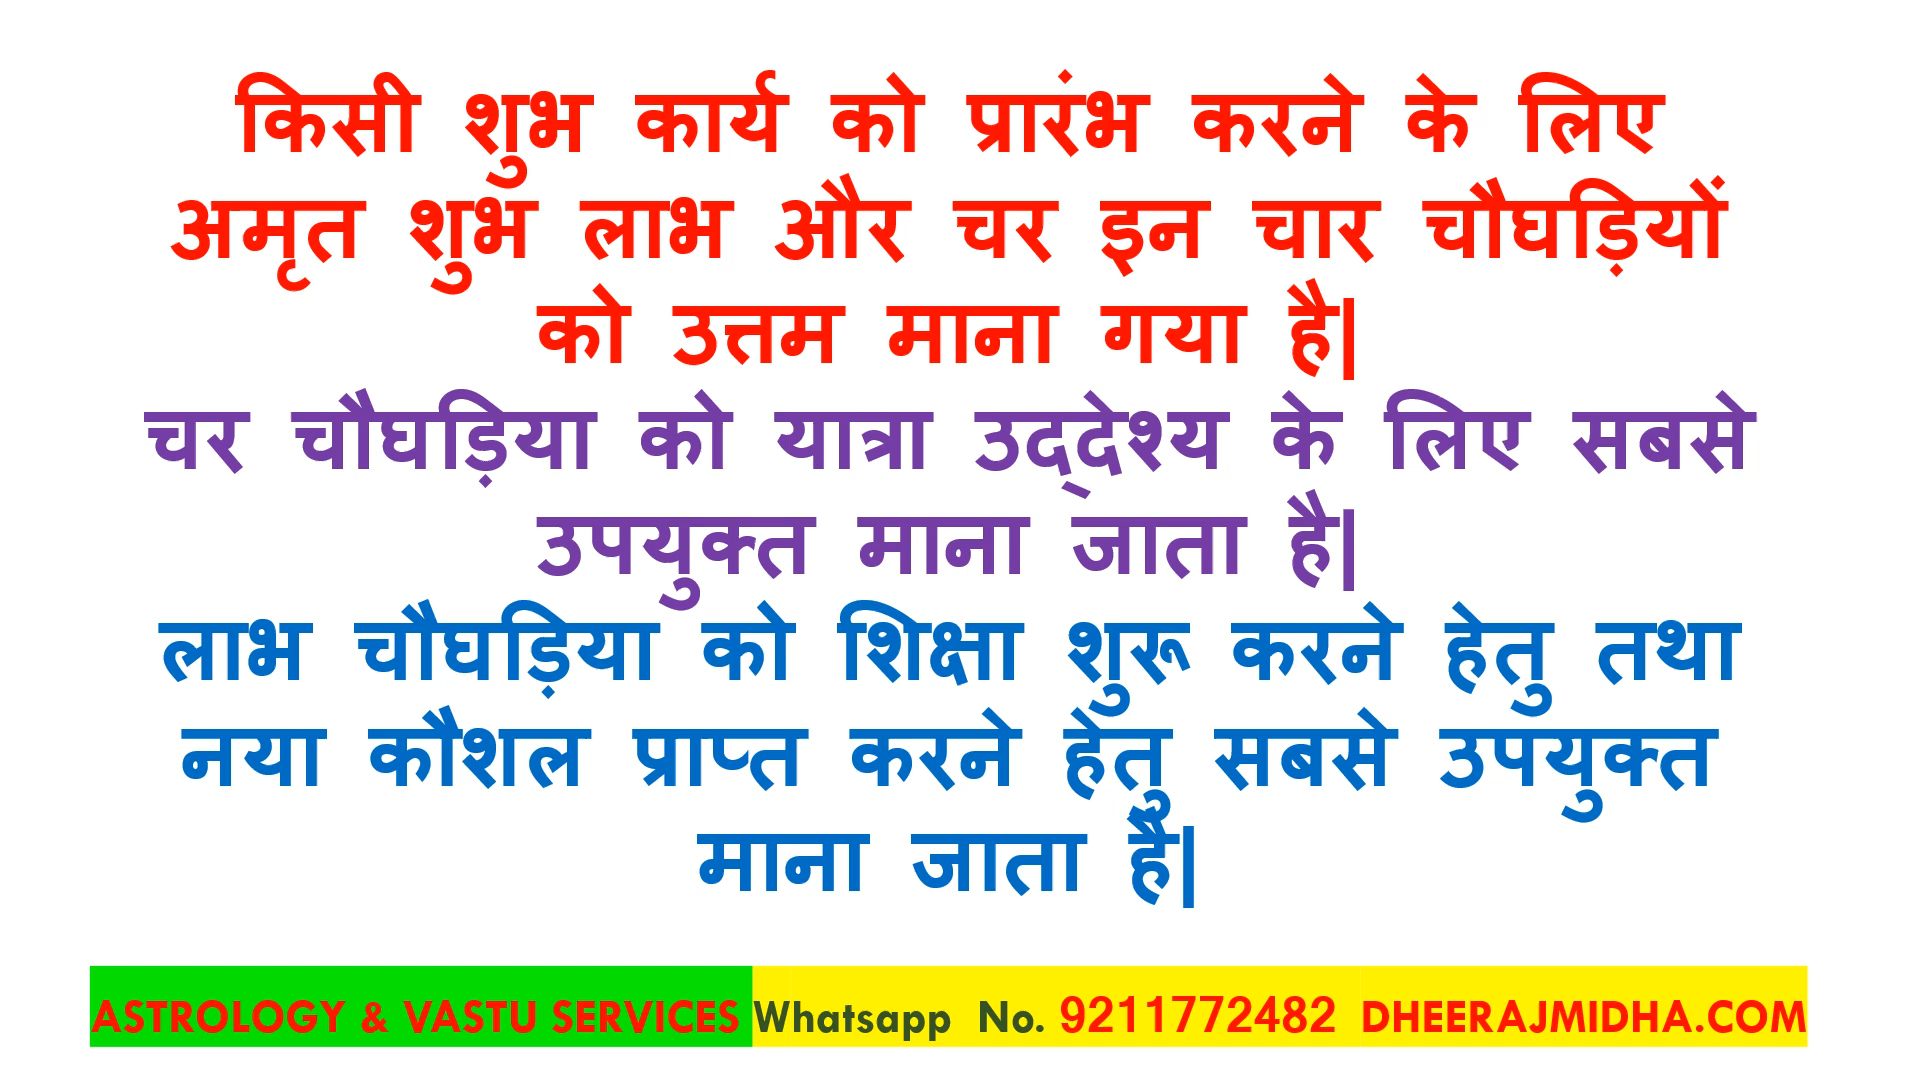 किसी शुभ कार्य को प्रारंभ करने के लिए
अमृत शुभ लाभ और चर इन चार चौघड़ियों
को उत्तम माना गया है|
चर चौघड़िया को यात्रा उद्देश्य के लिए सबसे
उपयुक्त माना जाता है|
लाभ चौघड़िया को शिक्षा शुरू करने हेतु तथा
नया कौशल प्राप्त करने हेतु सबसे उपयुक्त
माना जाता है|
ASTROLOGY & VASTU SERVICES Whatsapp No. 9211772482 DHEERAJMIDHA.COM